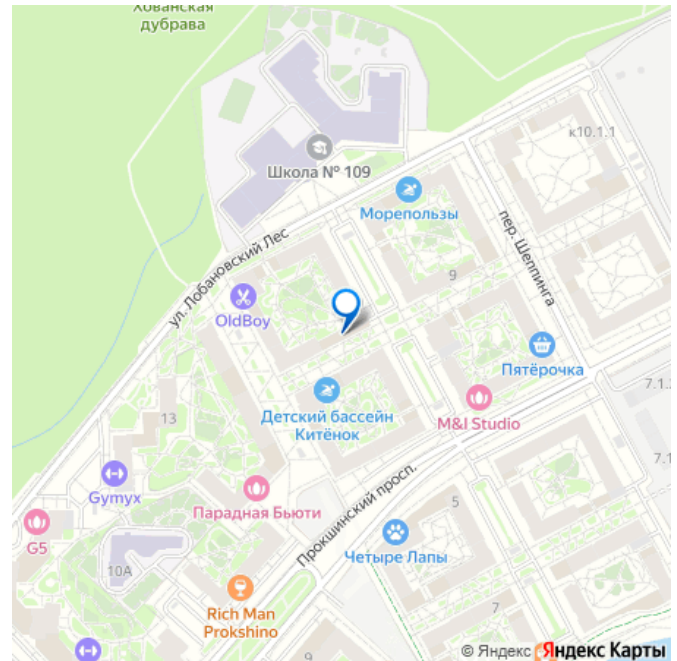 Хованская
дубрава
к10.1.1
Школа № 109
Морепользы
пер. Шеппинга
ул. Лобановский Лес
9
OldBoy
Пятёрочка
7.1.
Детский бассейн
Китёнок
M&I Studio
13
7.1
Gymyx
Прокшинский просп.
Парадная Бьюти
5
G5
Четыре Лапы
10А
Rich Man
Prokshino
7
9
© Яндекс Яндекс Карты